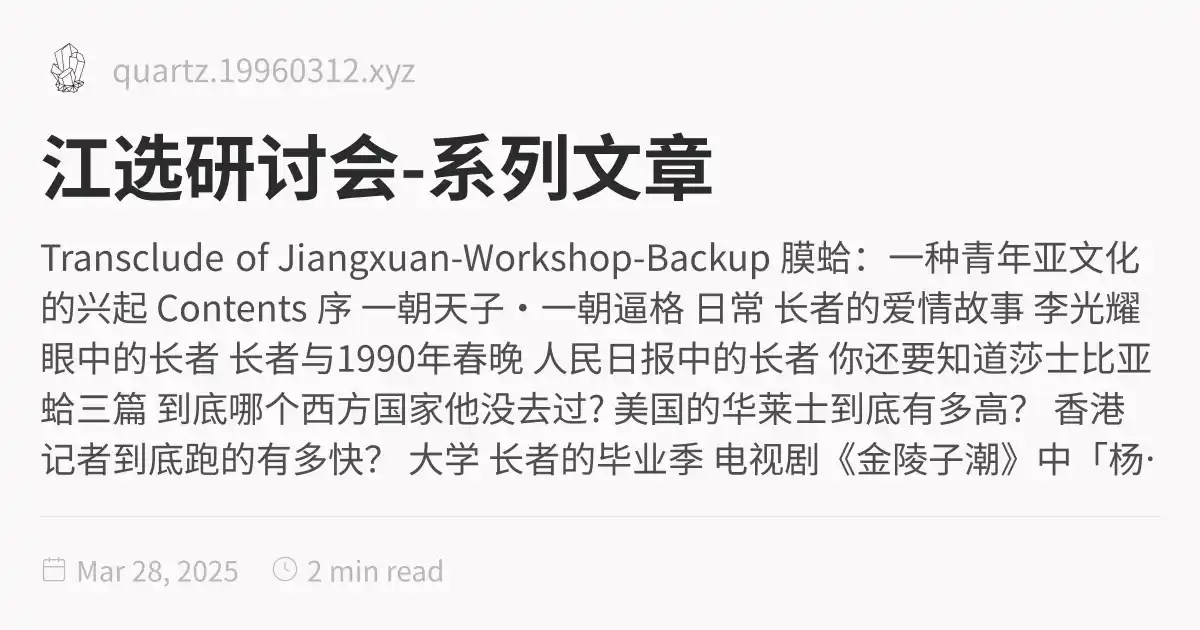 quartz.19960312.xyz
江选研讨会-系列文章
Transclude of Jiangxuan-Workshop-Backup 膜蛤：一种青年亚文化
的兴起 Contents 序 一朝天子·一朝逼格 日常 长者的爱情故事 李光耀
眼中的长者 长者与1990年春晚 人民日报中的长者 你还要知道莎士比亚
蛤三篇 到底哪个西方国家他没去过? 美国的华莱士到底有多高？ 香港
记者到底跑的有多快？ 大学 长者的毕业季 电视剧《金陵子潮》中「杨·
Mar 28, 2025 2 min read